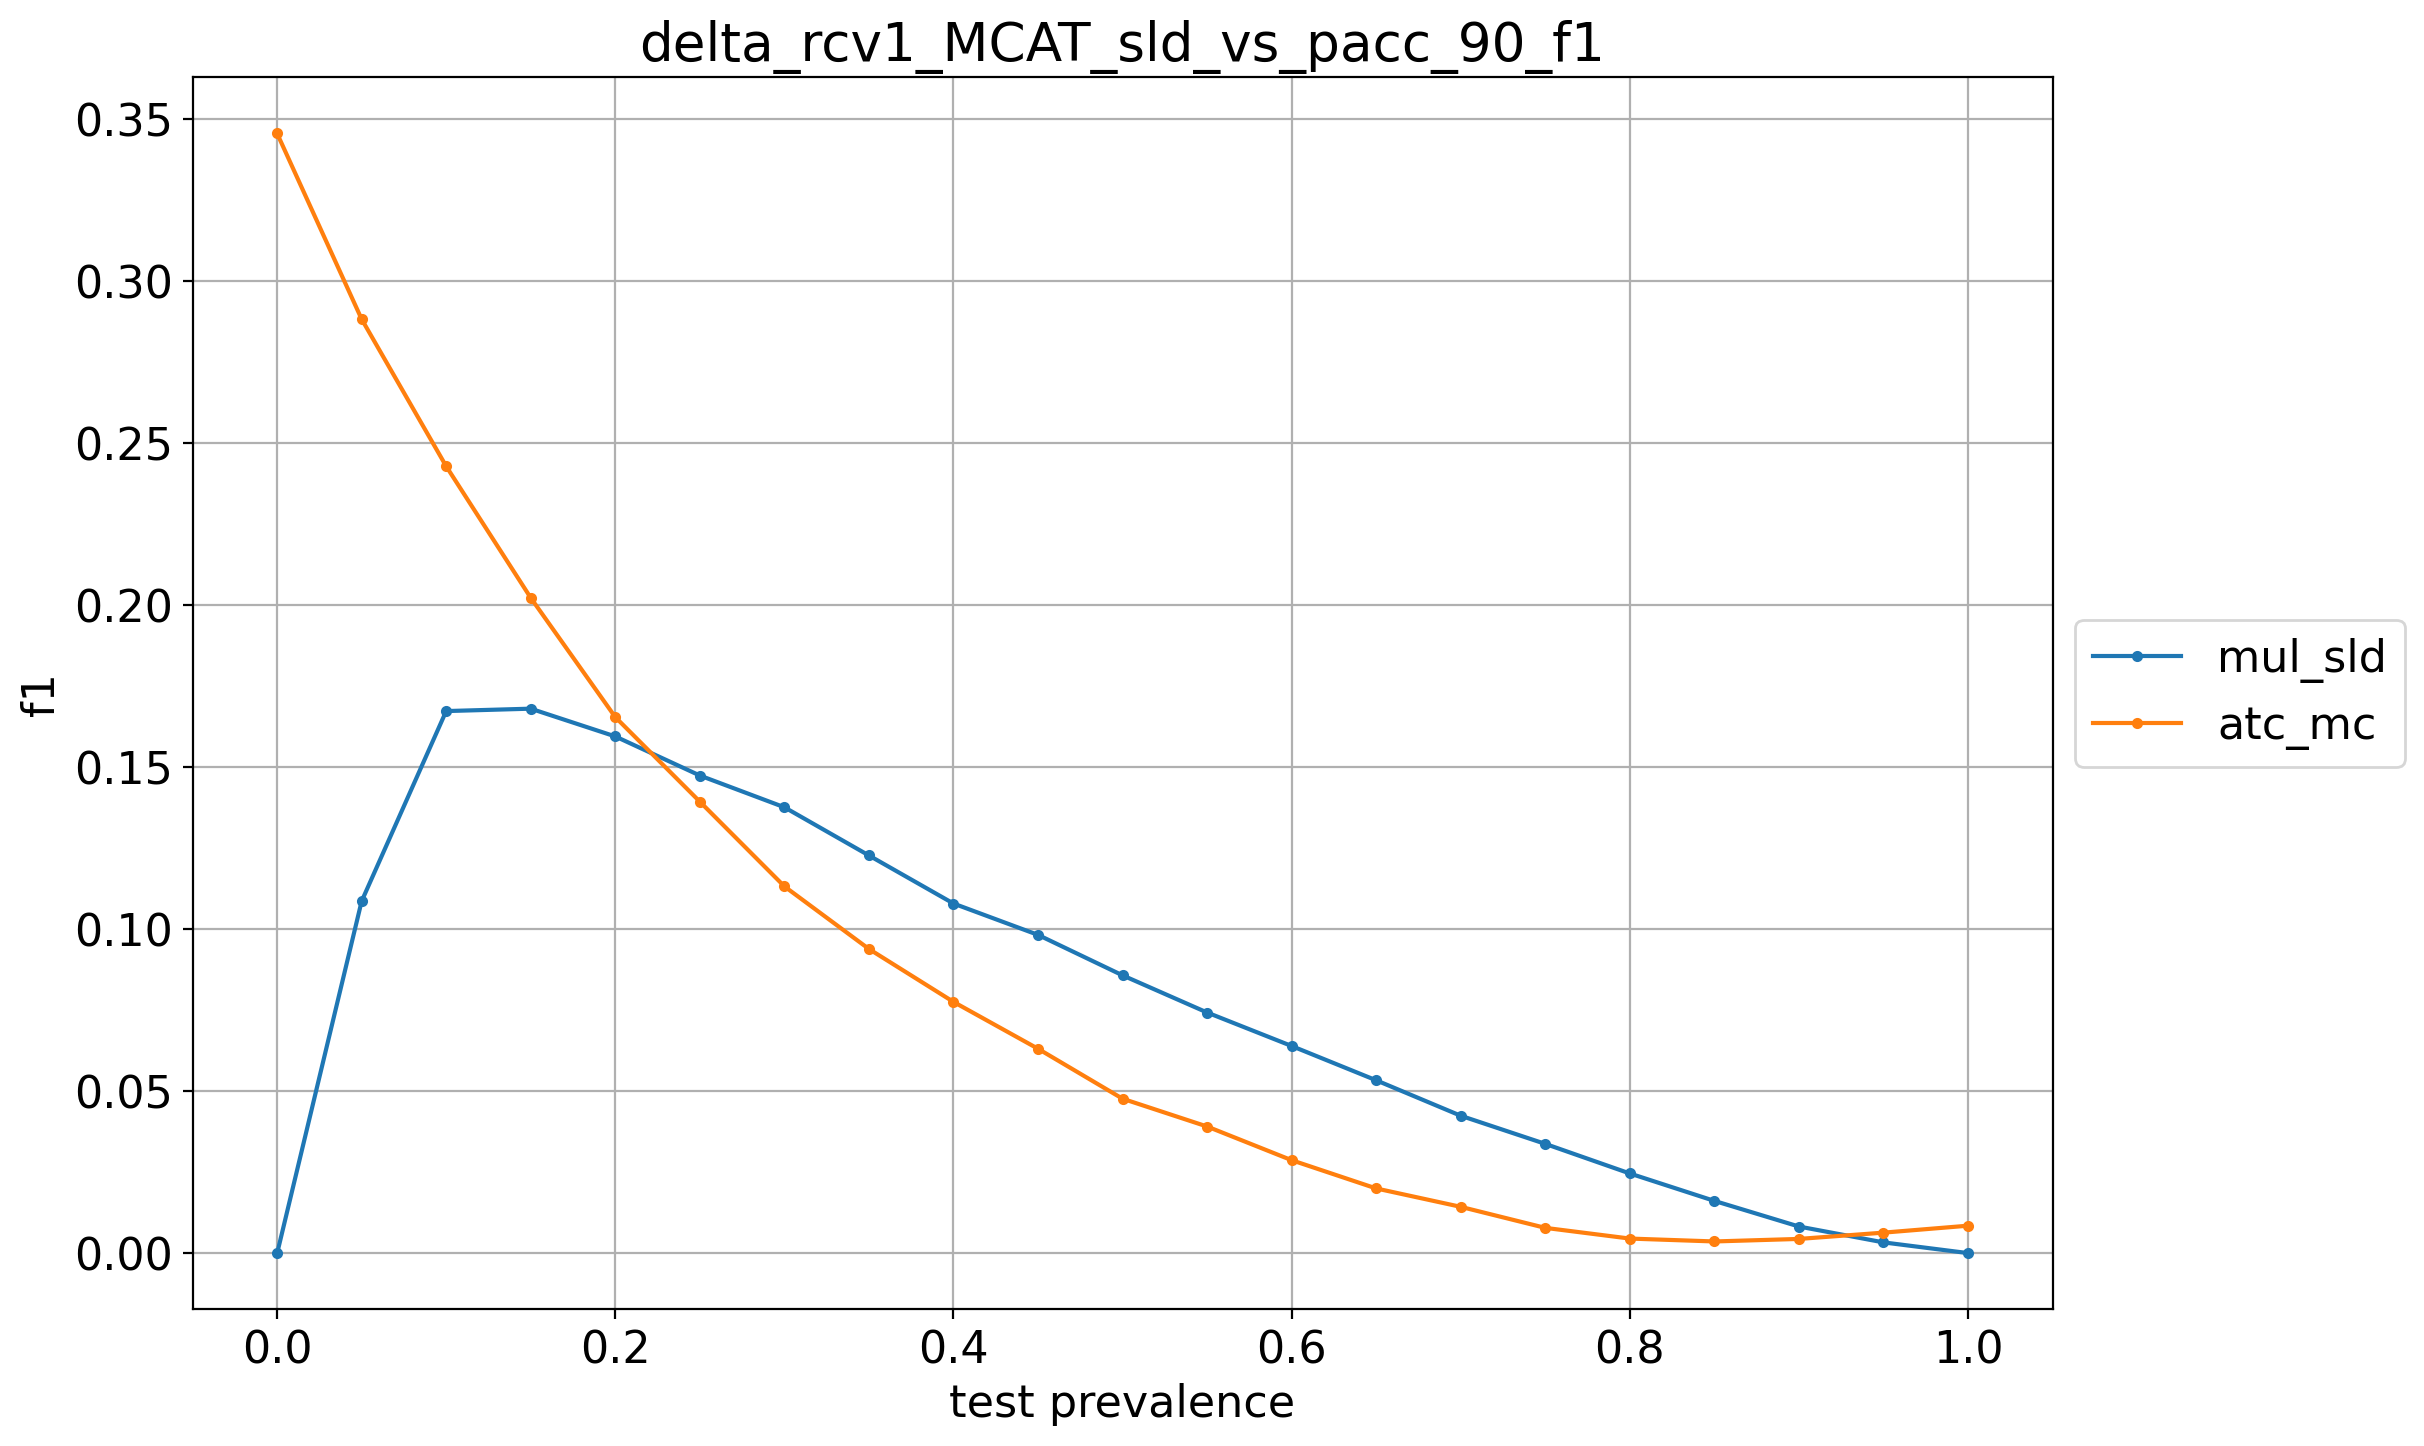 delta_rcv1_MCAT_sld_vs_pacc_90_f1
0.35
0.30
0.25
0.20
0.15
0.10
0.05
0.00
f1
0.0 0.2 0.4 0.6 0.8 1.0
test prevalence
mul_sld
atc_mc